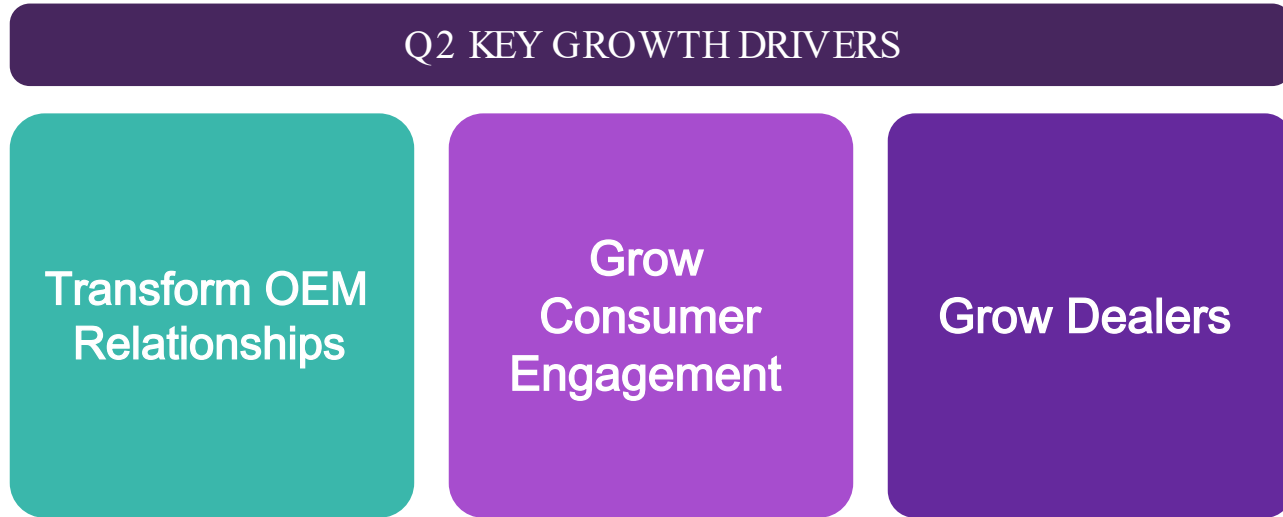 Q2 KEY GROWTH DRIVERS
Transform OEM
Relationships
Grow
Consumer
Engagement
Grow Dealers